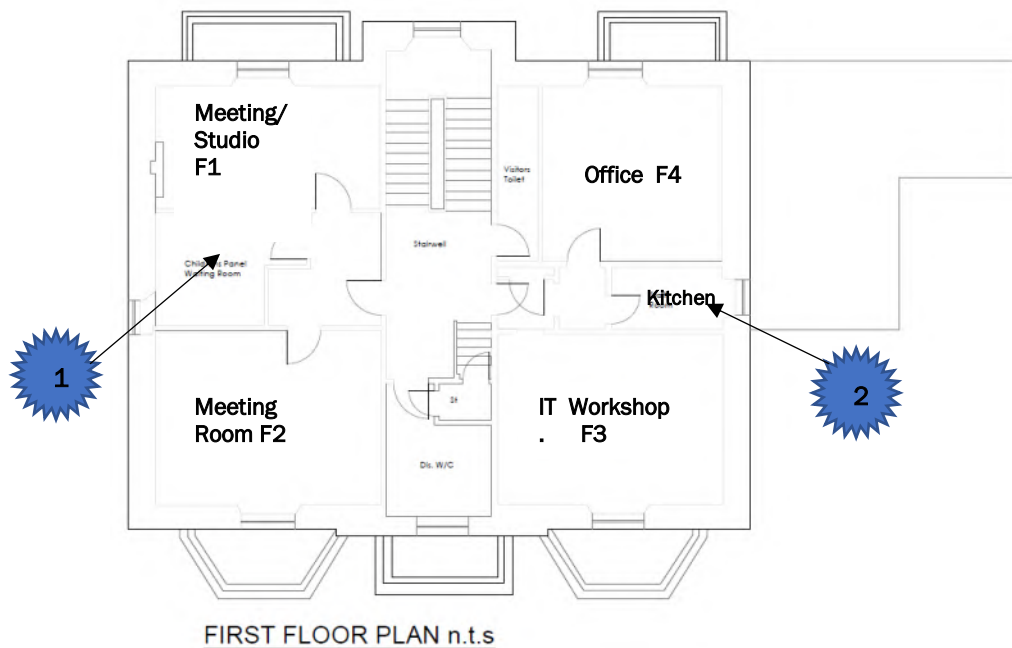 Meeting/
Studio
F1
Visitors
Toilet
Office F4
Stairwell
Waiting Room
Kitchen
1
2
Meeting
Room F2
St
IT Workshop
. F3
Dis. W/C
FIRST FLOOR PLAN n.t.s